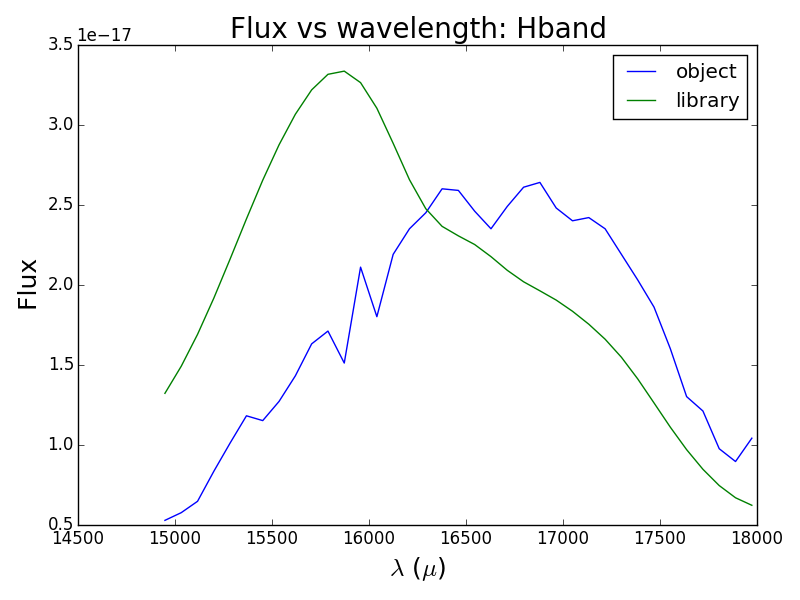 Flux vs wavelength: Hband
1e−17
3.5
3.0
2.5
2.0
1.5
1.0
0.5
Flux
object
library
14500 15000 15500 16000 16500 17000 17500 18000
λ (μ)